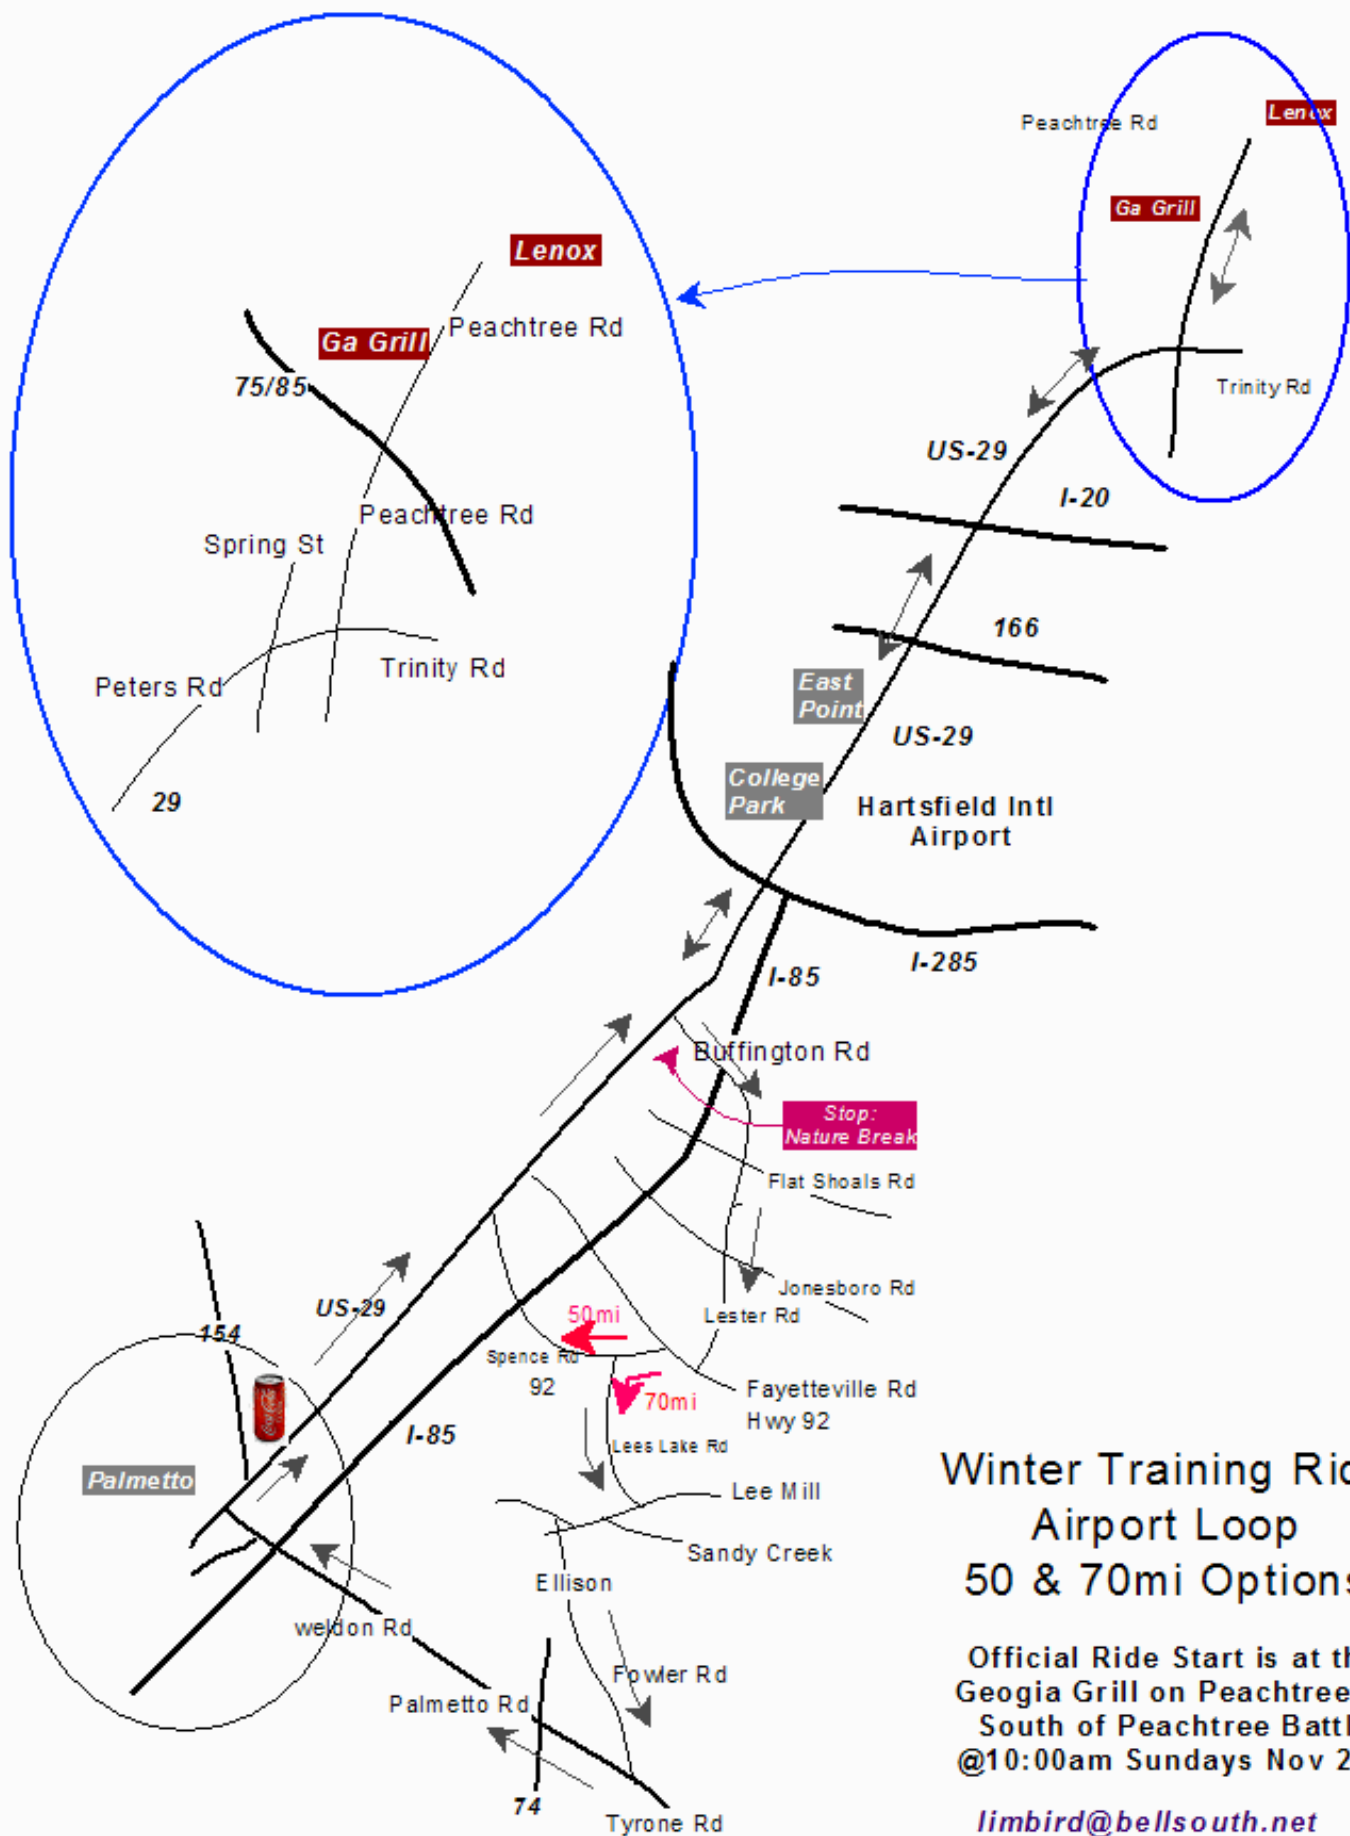 Lenox
Peachtree Rd
Ga Grill
Lenox
Peachtree Rd
Ga Grill
75/85
Trinity Rd
US-29
I-20
Peachtree Rd
Spring St
166
Trinity Rd
Peters Rd
East
Point
US-29
29
College
Park
Hartsfield Intl
Airport
I-285
I-85
Buffington Rd
Stop:
Nature Break
Flat Shoals Rd
Jonesboro Rd
US-29
50mi
Lester Rd
154
Spence Rd
92
Fayetteville Rd
Hwy 92
70mi
Coca-Cola
I-85
Lees Lake Rd
Palmetto
Lee Mill
Sandy Creek
Ellison
weldon Rd
Fowler Rd
Palmetto Rd
74
Tyrone Rd
Winter Training Rid
Airport Loop
50 & 70mi Options
Official Ride Start is at th
Geogia Grill on Peachtree
South of Peachtree Battl
@10:00am Sundays Nov 2
limbird@bellsouth.net